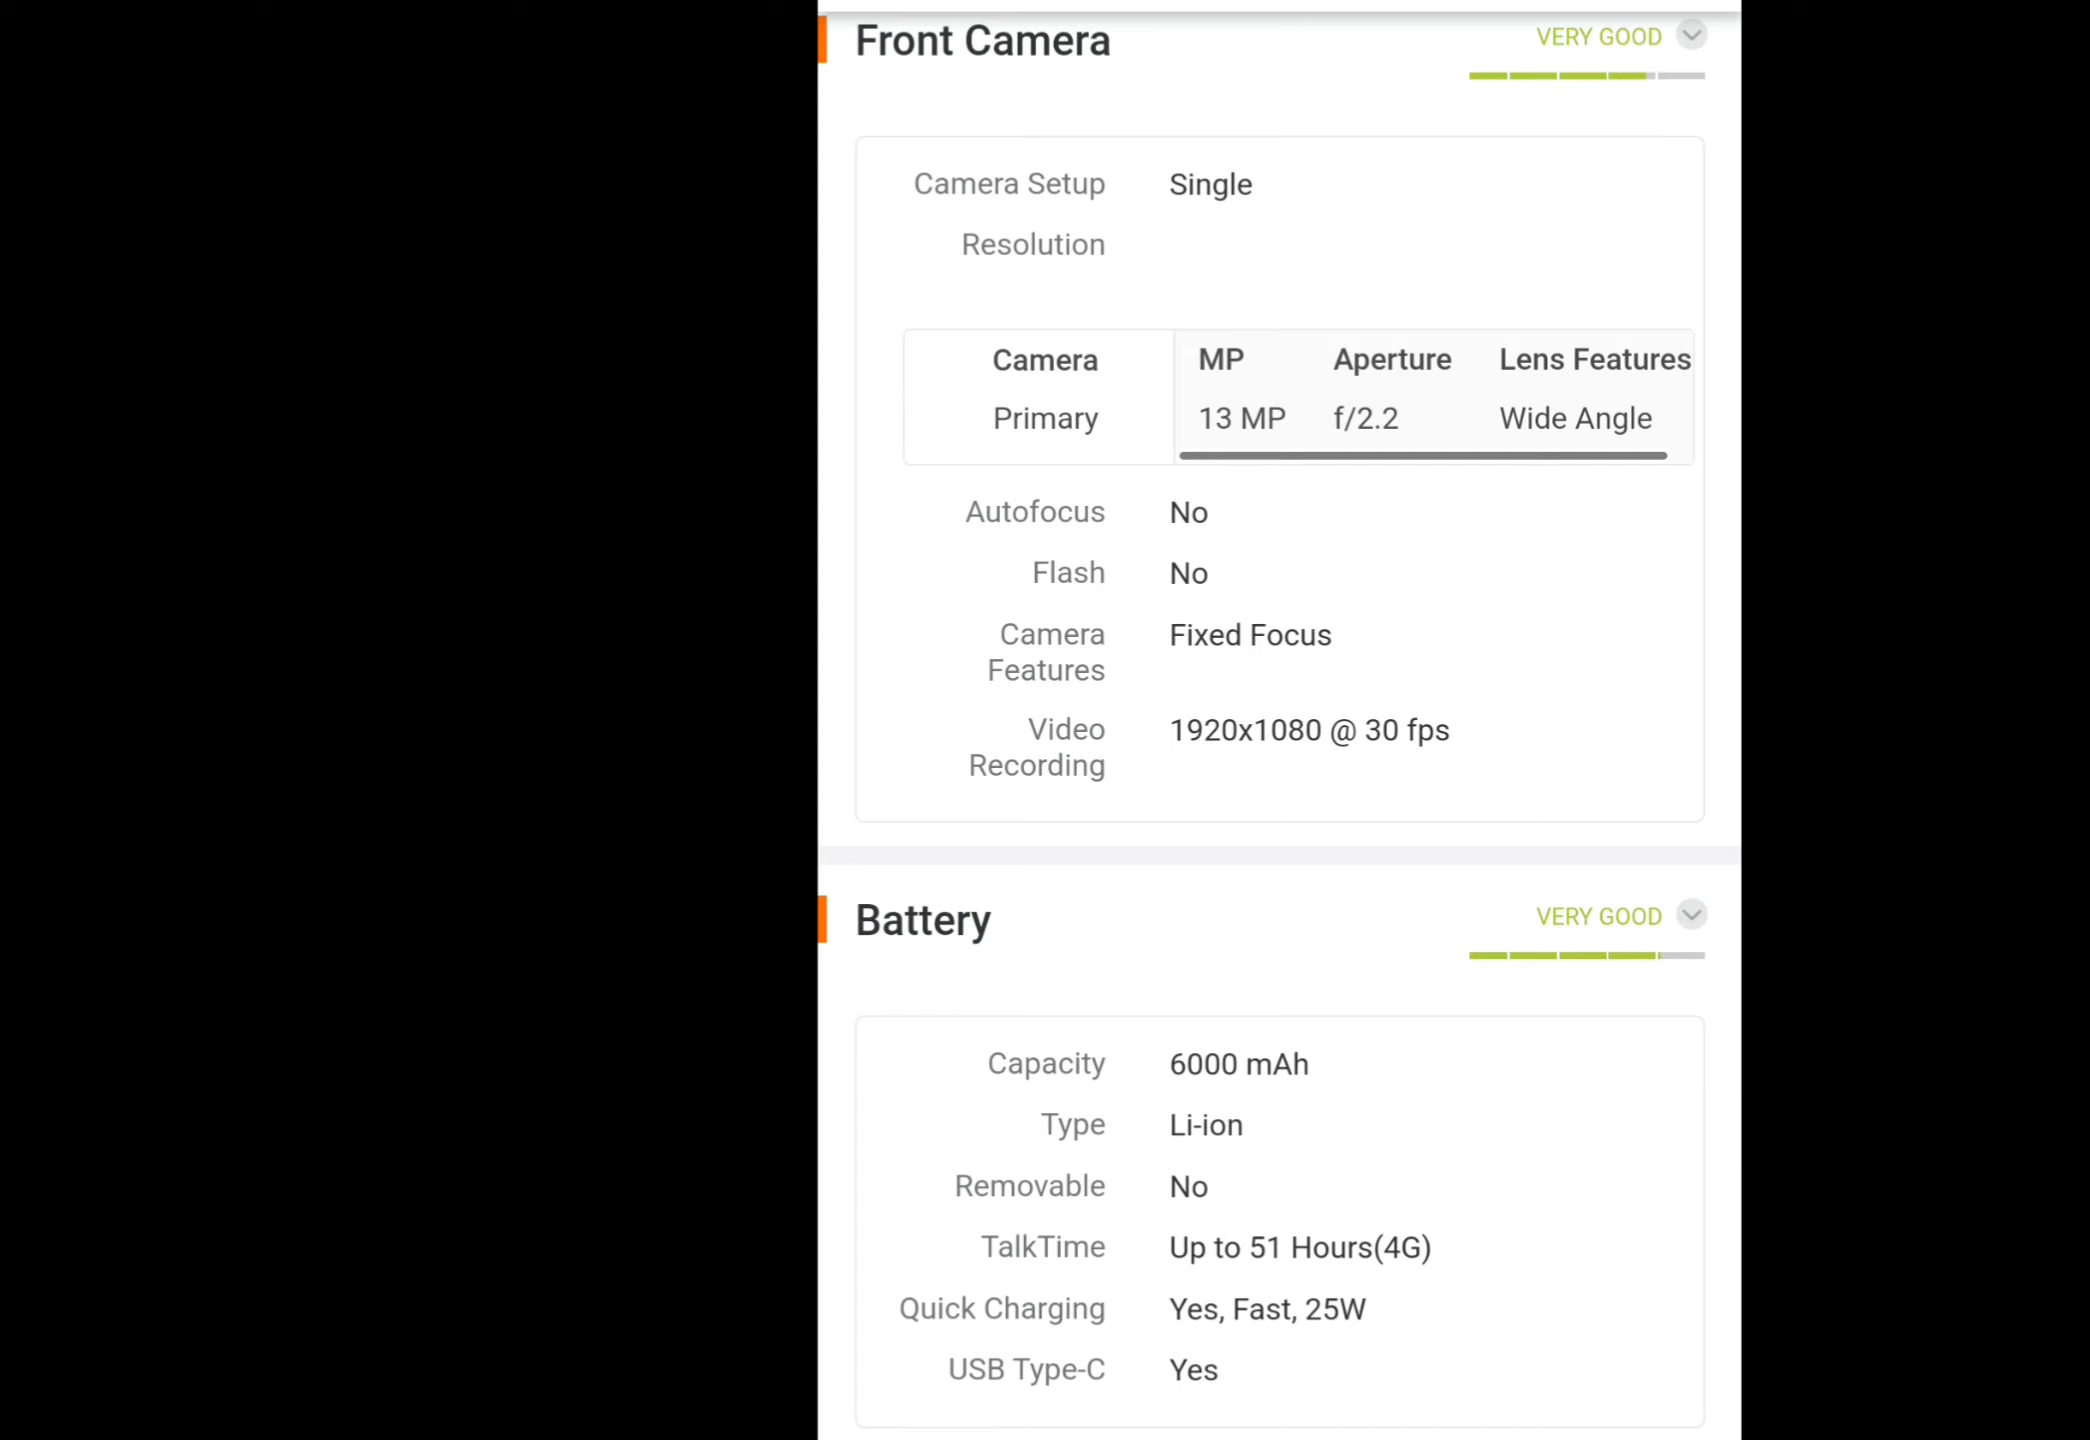 Front Camera
VERY GOOD
Camera Setup Single
Resolution
Camera MP Aperture Lens Features
Primary 13 MP f/2.2 Wide Angle
Autofocus No
Flash No
Camera Fixed Focus
Features
Video 1920x1080 @ 30 fps
Recording
Battery
VERY GOOD
Capacity 6000 mAh
Type Li-ion
Removable No
TalkTime Up to 51 Hours(4G)
Quick Charging Yes, Fast, 25W
USB Type-C Yes